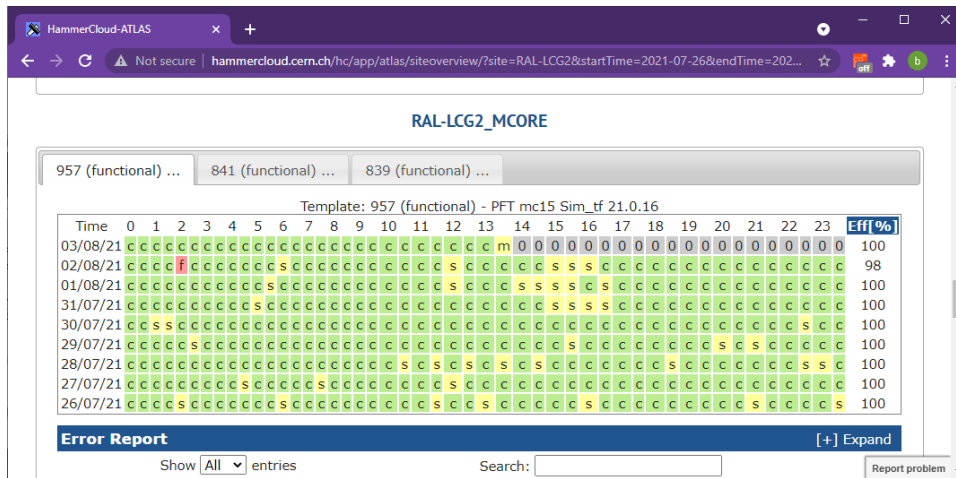 HammerCloud-ATLAS
Not secure | hammercloud.cern.ch/hc/app/atlas/siteoverview/?site=RAL-LCG2&startTime=2021-07-26&endTime=202...
off
b
RAL-LCG2_MCORE
957 (functional) ... 841 (functional) ... 839 (functional) ...
Template: 957 (functional) - PFT mc15 Sim_tf 21.0.16
Time 0 1 2 3 4 5 6 7 8 9 10 11 12 13 14 15 16 17 18 19 20 21 22 23 Eff[%]
03/08/21 c c c c c c c c c c c c c c c c c c c c c c c c c c c m 0 0 0 0 0 0 0 0 0 0 0 0 0 0 0 0 0 0 0 0 100
02/08/21 c c c c f c c c c c c c s c c c c c c c c c c c s c c c c c s s s c c c c c c c c c c c c c c c 98
01/08/21 c c c c c c c c c c c s c c c c c c c c c c c c s c c c s s s s c s c c c c c c c c c c c c c c 100
31/07/21 c c c c c c c c c c s c c c c c c c c c c c c c c c c c c c s s s s c c c c c c c c c c c c c c 100
30/07/21 c c s s c c c c c c c c c c c c c c c c c c c c c c c c c c c c c c c c c c c c c c c c c s c c 100
29/07/21 c c c c c s c c c c c c c c c c c c c c c c c c c c c c c c c s c c c c c c c c s c s c c c c c 100
28/07/21 c c c c c c c c c c c c c c c c c c c c c s c s c s c s c s c c c c c c c s c c c c c c c s s c 100
27/07/21 c c c c c c c c c s c c c c c s c c c c c c c c s c c c c c c c c c c c c c c c c c c c c c c c 100
26/07/21 c c c c s c c c c c c c s c c c c c c c c c c s c c s c c c c c s c c c c c c c c c s c c c c s 100
Error Report [+] Expand
Show All entries Search:
Report problem